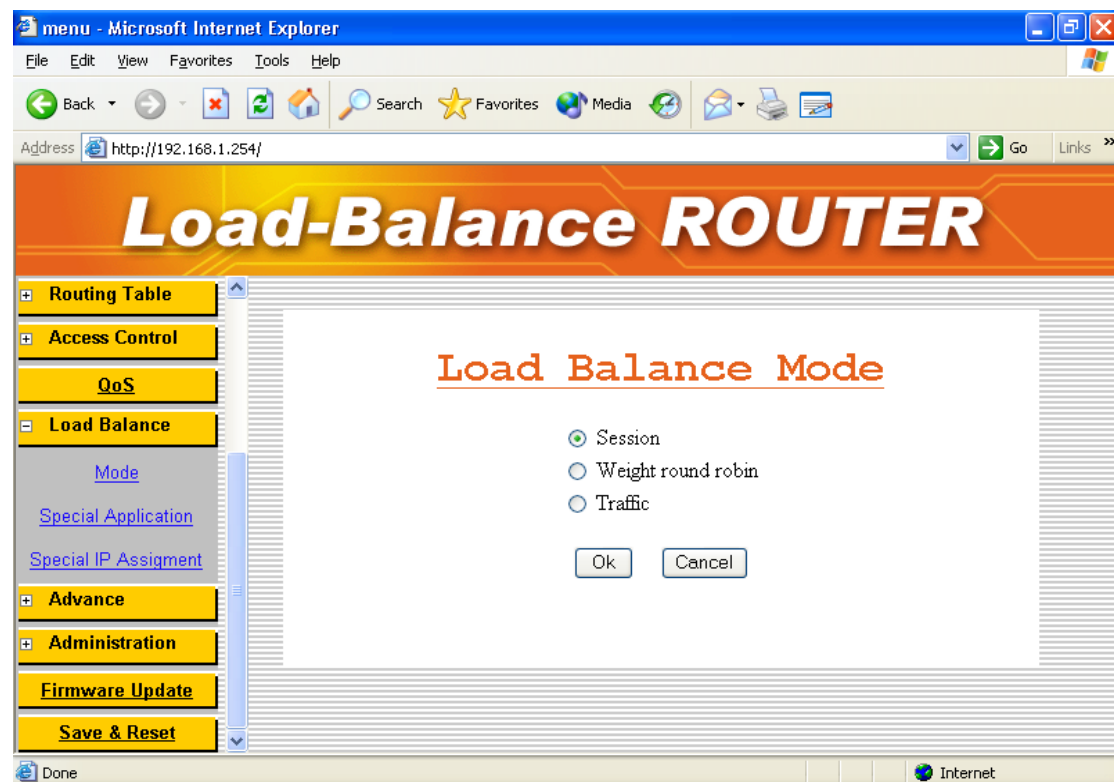 menu - Microsoft Internet Explorer
File Edit View Favorites Tools Help
Back Search Favorites Media
Address http://192.168.1.254/ Go Links »
Load-Balance ROUTER
Routing Table
Access Control
QoS
Load Balance
Mode
Special Application
Special IP Assigment
Advance
Administration
Firmware Update
Save & Reset
Load Balance Mode
Session
Weight round robin
Traffic
Ok Cancel
Done Internet